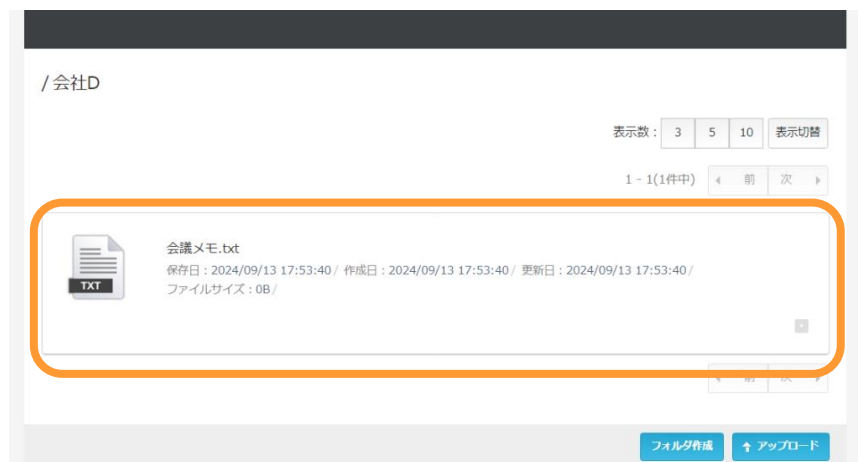 / 会社D
表示数 : 3 5 10 表示切替
1 - 1(1件中) 前 次
会議メモ.txt
保存日 : 2024/09/13 17:53:40 / 作成日 : 2024/09/13 17:53:40 / 更新日 : 2024/09/13 17:53:40 /
ファイルサイズ : 0B /
TXT
前 次
フォルダ作成 アップロード